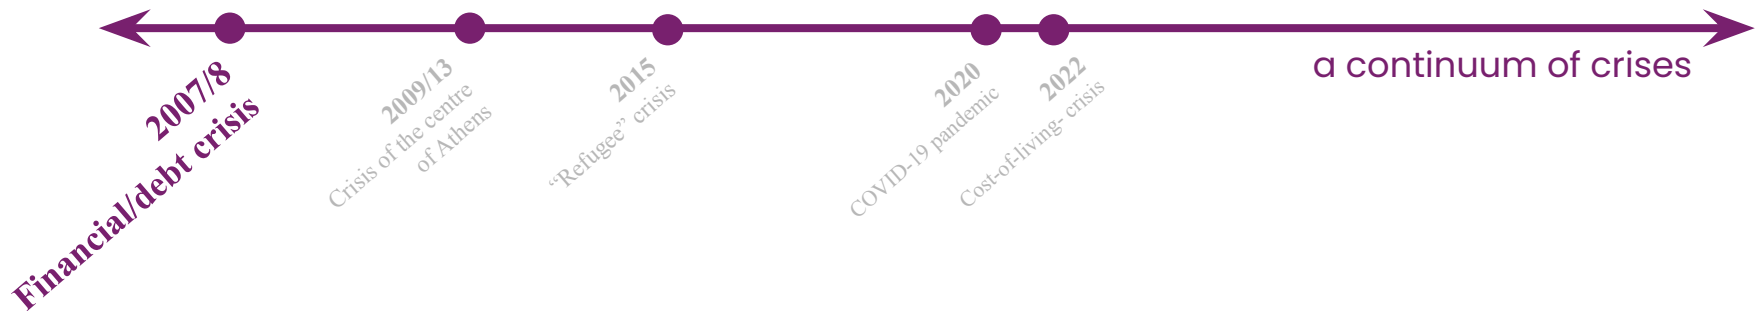 2007/8
Financial/debt crisis
2009/13
Crisis of the centre
of Athens
2015
“Refugee” crisis
2020
COVID-19 pandemic
2022
Cost-of-living- crisis
a continuum of crises